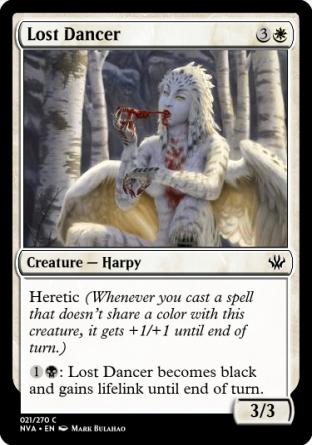 Lost Dancer 3
Creature — Harpy
Heretic (Whenever you cast a spell
that doesn't share a color with this
creature, it gets +1/+1 until end of
turn.)
1: Lost Dancer becomes black
and gains lifelink until end of turn.
3/3
021/270 C
NVA • EN Mark Bulahao